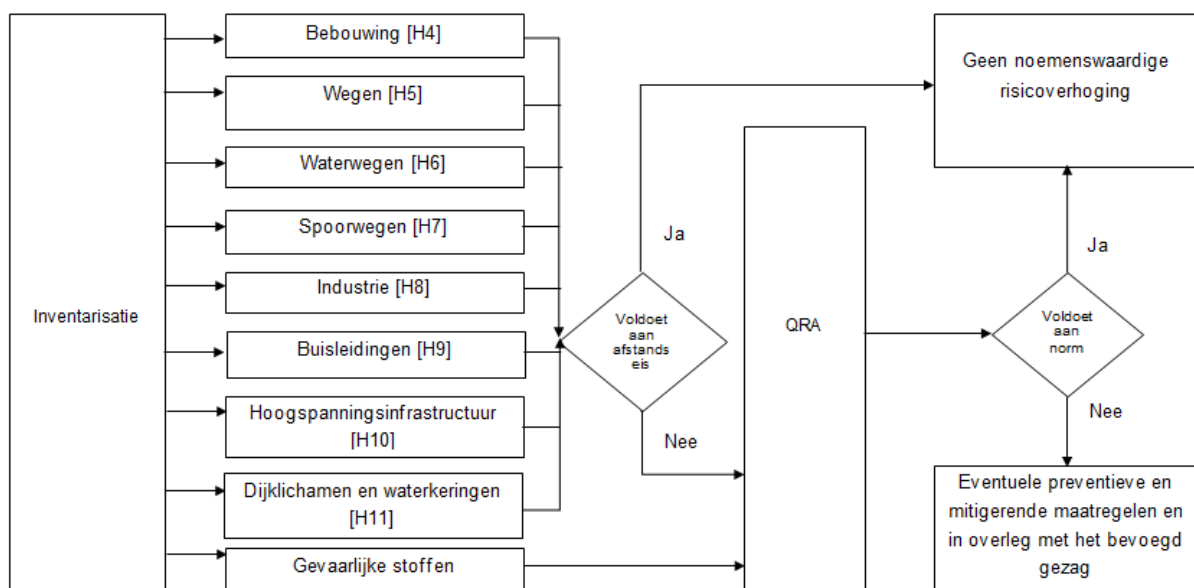 Inventarisatie
Bebouwing [H4]
Wegen [H5]
Waterwegen [H6]
Spoorwegen [H7]
Industrie [H8]
Buisleidingen [H9]
Hoogspanningsinfrastructuur
[H10]
Dijklichamen en waterkeringen
[H11]
Gevaarlijke stoffen
Voldoet
aan
afstands
eis
Ja
Nee
QRA
Geen noemenswaardige
risicoverhoging
Ja
Voldoet
aan
norm
Nee
Eventuele preventieve en
mitigerende maatregelen en
in overleg met het bevoegd
gezag